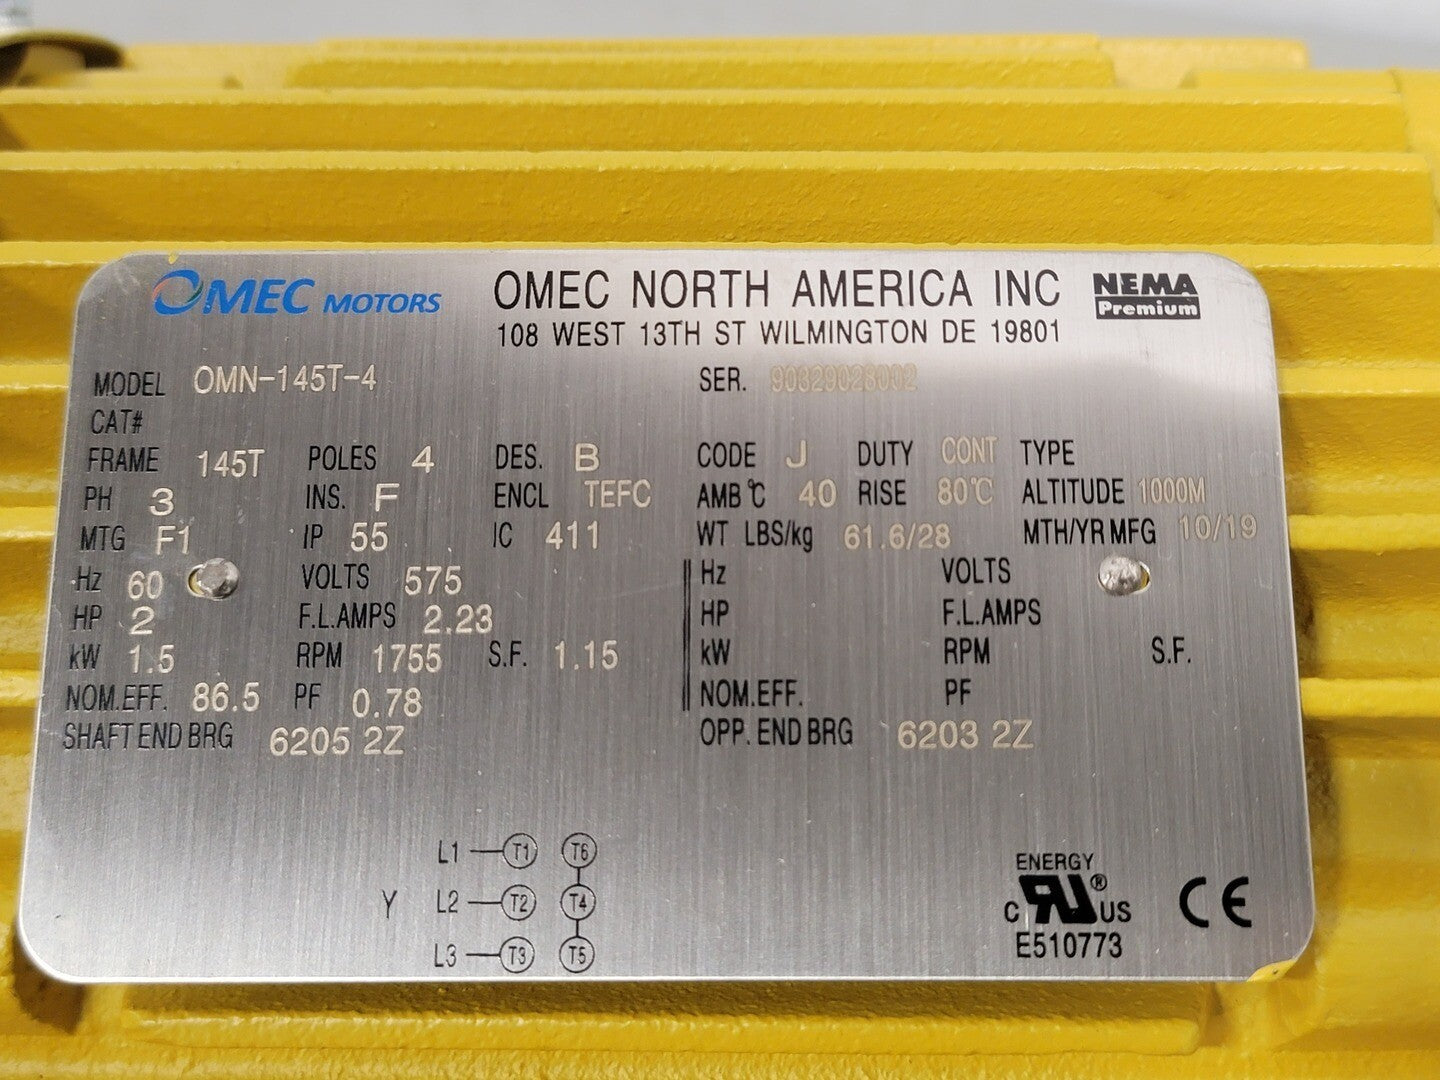 OMEC MOTORS
OMEC NORTH AMERICA INC
NEMA
Premium
108 WEST 13TH ST WILMINGTON DE 19801
MODEL OMN-145T-4 SER. 90329028002
CAT#
FRAME 145T POLES 4 DES. B CODE J DUTY CONT TYPE
PH 3 INS. F ENCL TEFC AMB℃ 40 RISE 80℃ ALTITUDE 1000M
MTG F1 IP 55 IC 411 WT LBS/kg 61.6/28 MTH/YR MFG 10/19
Hz 60 VOLTS 575 Hz VOLTS
HP 2 F.L.AMPS 2.23 HP F.L.AMPS
kW 1.5 RPM 1755 S.F. 1.15 kW RPM S.F.
NOM.EFF. 86.5 PF 0.78 NOM.EFF. PF
SHAFT END BRG 6205 2Z OPP. END BRG 6203 2Z
L1 T1 T6
Y L2 T2 T4
L3 T3 T5
ENERGY
c RU® US CE
E510773